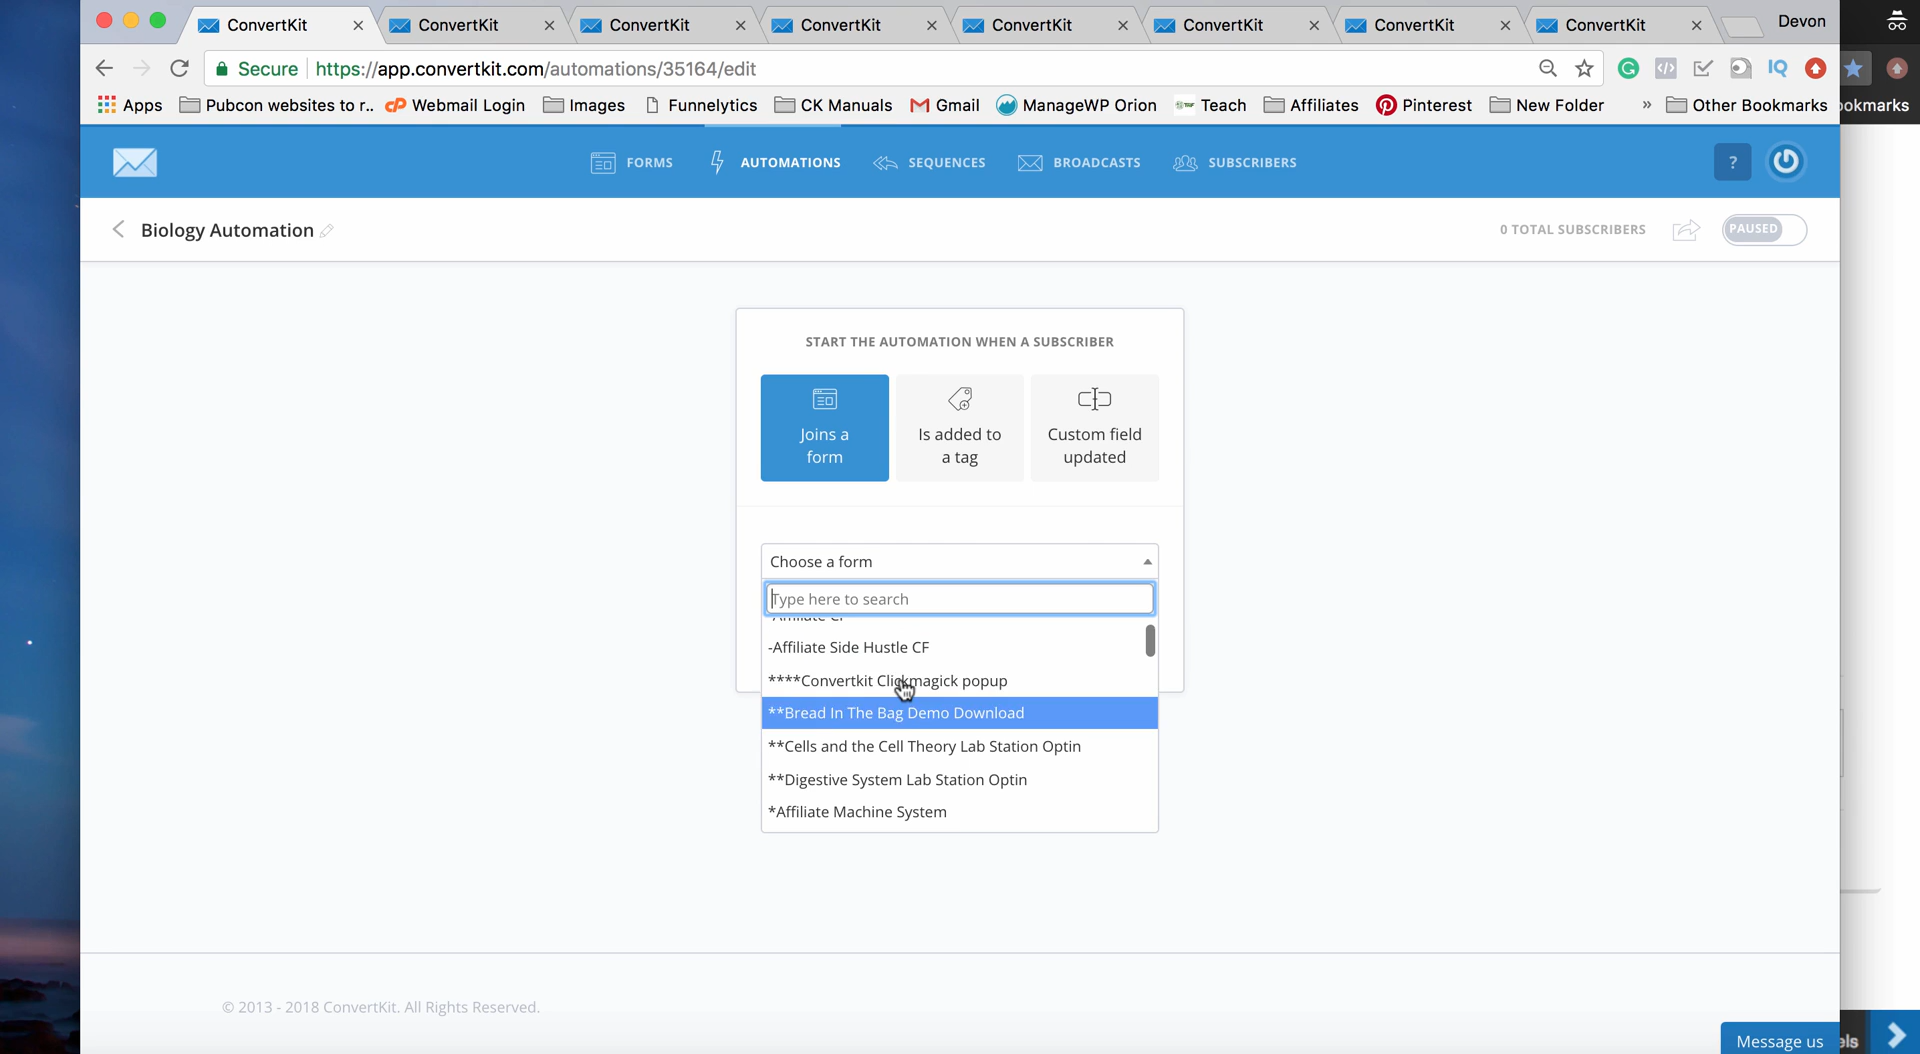 ConvertKit
ConvertKit
ConvertKit
ConvertKit
ConvertKit
ConvertKit
ConvertKit
ConvertKit
Devon
Secure
https://app.convertkit.com/automations/35164/edit
Apps
Pubcon websites to r..
Webmail Login
Images
Funnelytics
CK Manuals
Gmail
ManageWP Orion
Teach
Affiliates
Pinterest
New Folder
»
Other Bookmarks
okmarks
FORMS
AUTOMATIONS
SEQUENCES
BROADCASTS
SUBSCRIBERS
?
Biology Automation
0 TOTAL SUBSCRIBERS
PAUSED
START THE AUTOMATION WHEN A SUBSCRIBER
Joins a
form
Is added to
a tag
Custom field
updated
Choose a form
Type here to search
-Affiliate Side Hustle CF
****Convertkit Clickmagick popup
**Bread In The Bag Demo Download
**Cells and the Cell Theory Lab Station Optin
**Digestive System Lab Station Optin
*Affiliate Machine System
© 2013 - 2018 ConvertKit. All Rights Reserved.
Message us
els